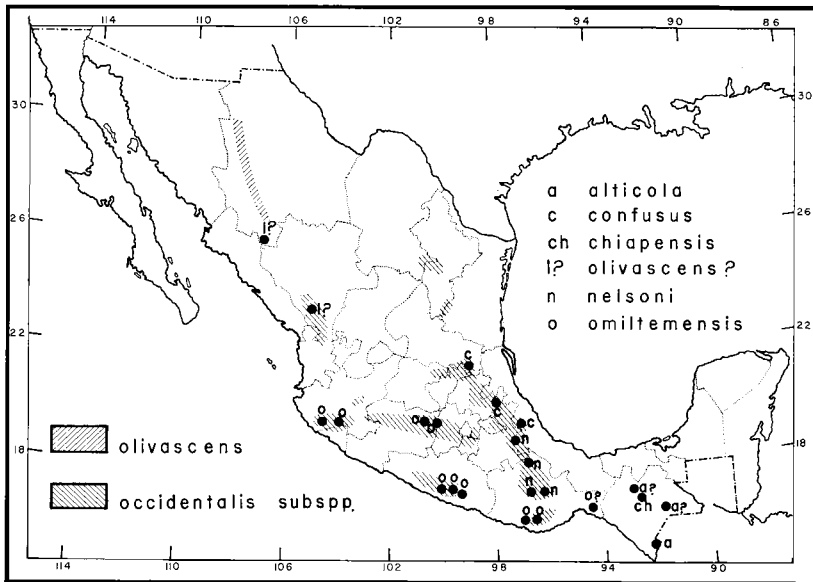 114 110 106 102 98 94 90 86
30 30
26 26
22 22
18 18
a alticola
c confusus
ch chiapensis
l? olivascens?
n nelsoni
o omiltemensis
l?
l?
c
c
c
n
n
n n
o o
o o
o o o
o o
o?
a?
ch a?
a
olivascens
occidentalis subspp.
114 110 106 102 98 94 90